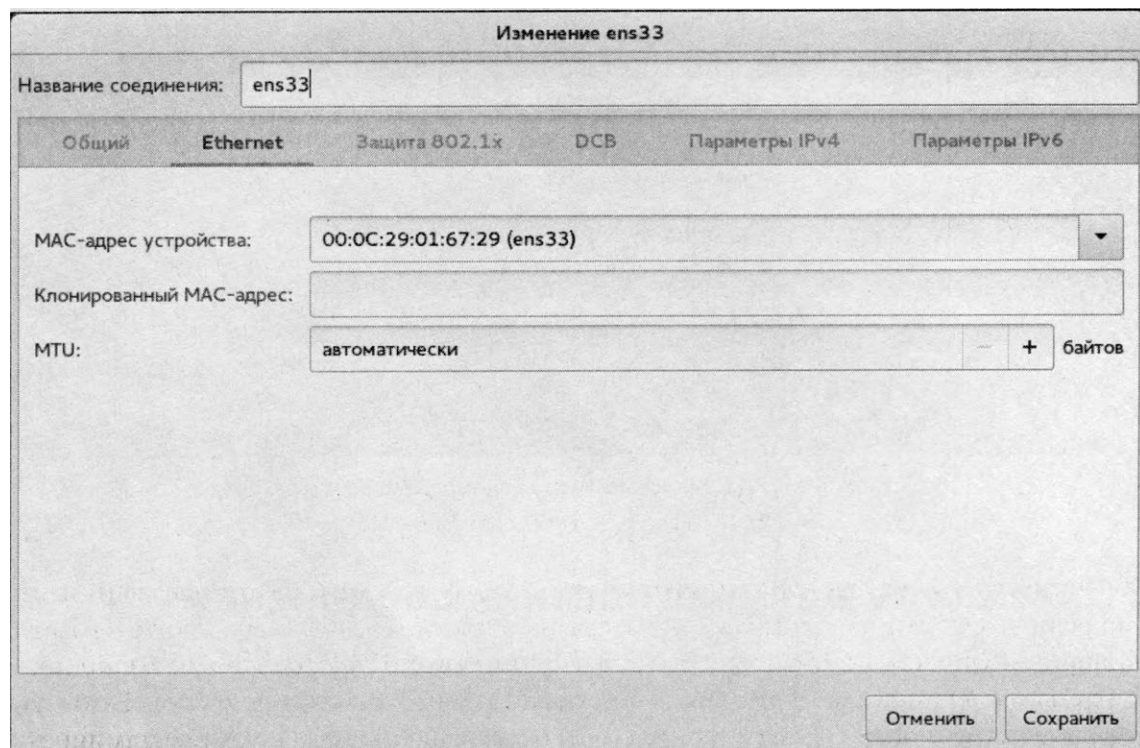 Изменение ens33
Название соединения: ens33
Общий Ethernet Защита 802.1x DCB Параметры IPv4 Параметры IPv6
MAC-адрес устройства: 00:0C:29:01:67:29 (ens33)
Клонированный MAC-адрес:
MTU: автоматически − + байтов
Отменить Сохранить